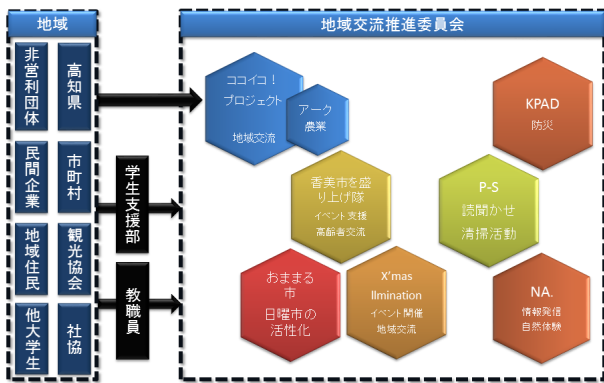 地域
非営利団体
高知県
民間企業
市町村
地域住民
観光協会
他大学生
社協
学生支援部
教職員
地域交流推進委員会
ココイコ！
プロジェクト
地域交流
アーク
農業
KPAD
防災
香美市を盛
り上げ隊
イベント支援
高齢者交流
P-S
読聞かせ
清掃活動
おままる
市
日曜市の
活性化
X'mas
Ilmination
イベント開催
地域交流
NA.
情報発信
自然体験